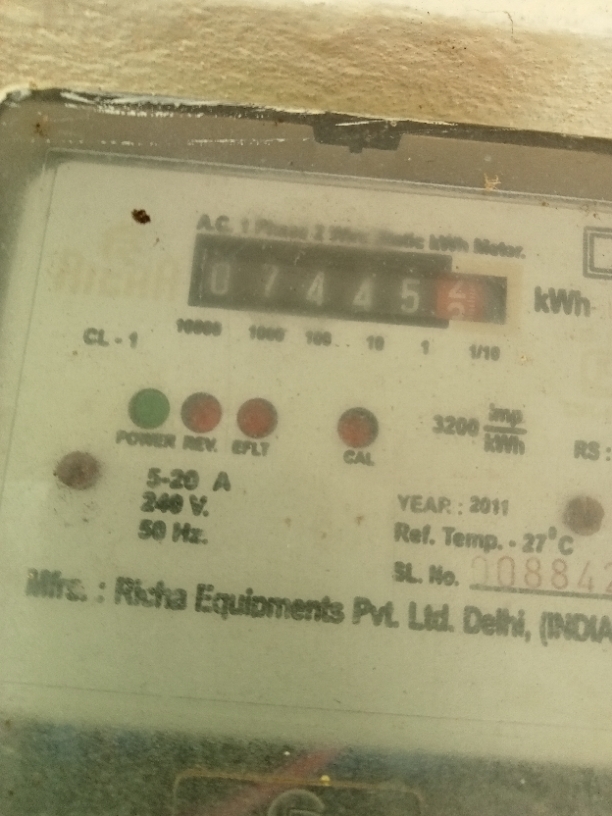 A.C. 1 Phase 2 Wire Static kWh Meter.
0 7 4 4 5 kWh
10000 1000 100 10 1 1/10
CL - 1
3200 imp/kWh
POWER REV. EFLT CAL
RS :
5-20 A
240 V.
50 Hz.
YEAR : 2011
Ref. Temp. - 27°C
SL. No. 08842
Mfrs. : Richa Equipments Pvt. Ltd. Delhi, (INDIA